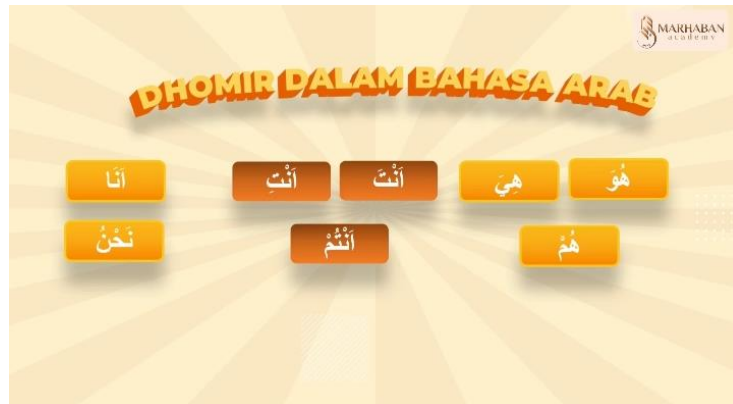 MARHABAN
academy
DHOMIR DALAM BAHASA ARAB
هُوَ هِيَ اَنْتَ اَنْتِ اَنَا
هُمْ اَنْتُمْ نَحْنُ